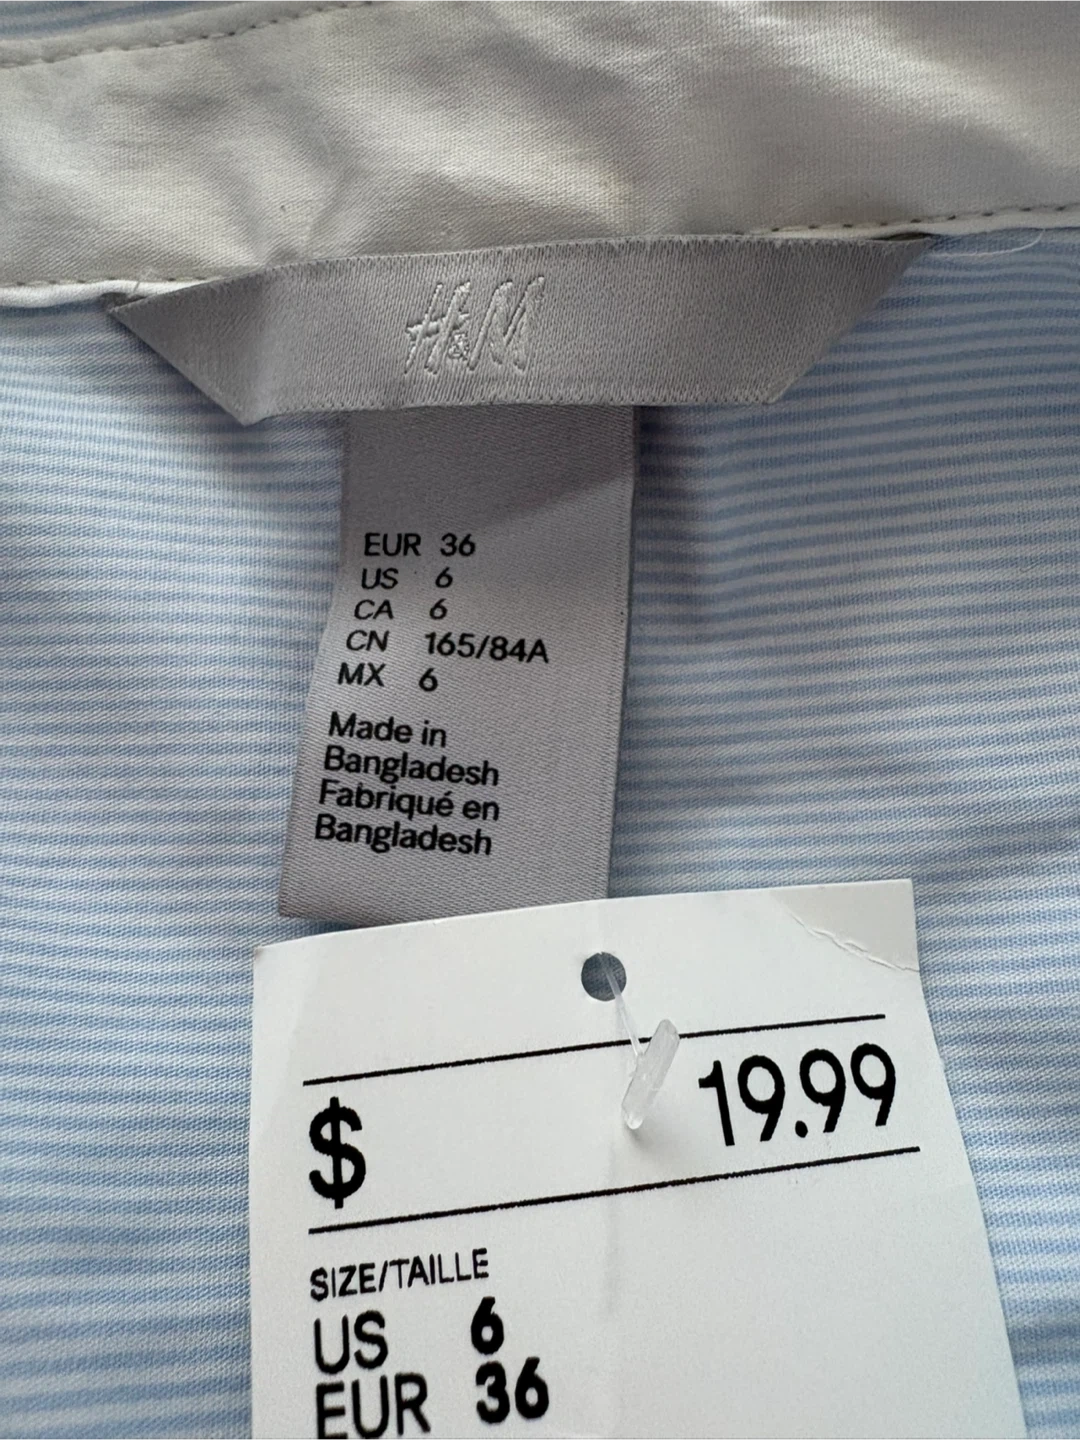 H&M
EUR 36
US 6
CA 6
CN 165/84A
MX 6
Made in
Bangladesh
Fabriqué en
Bangladesh
$ 19.99
SIZE/TAILLE
US 6
EUR 36